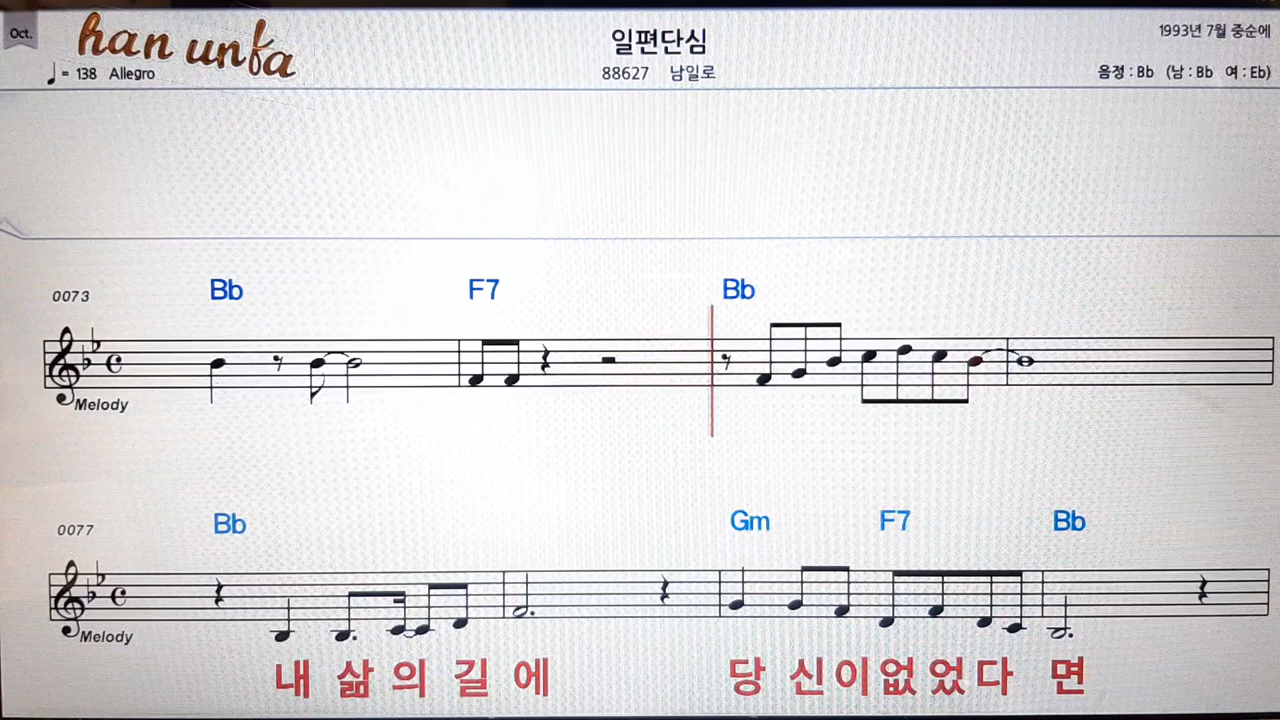 Oct.
han unfa
일편단심
1993년 7월 중순에
♩= 138 Allegro
88627 남일로
음정 : Bb (남 : Bb 여 : Eb)
0073 Bb F7 Bb
Melody
0077 Bb Gm F7 Bb
Melody
내 삶의 길에 당신이없었다면